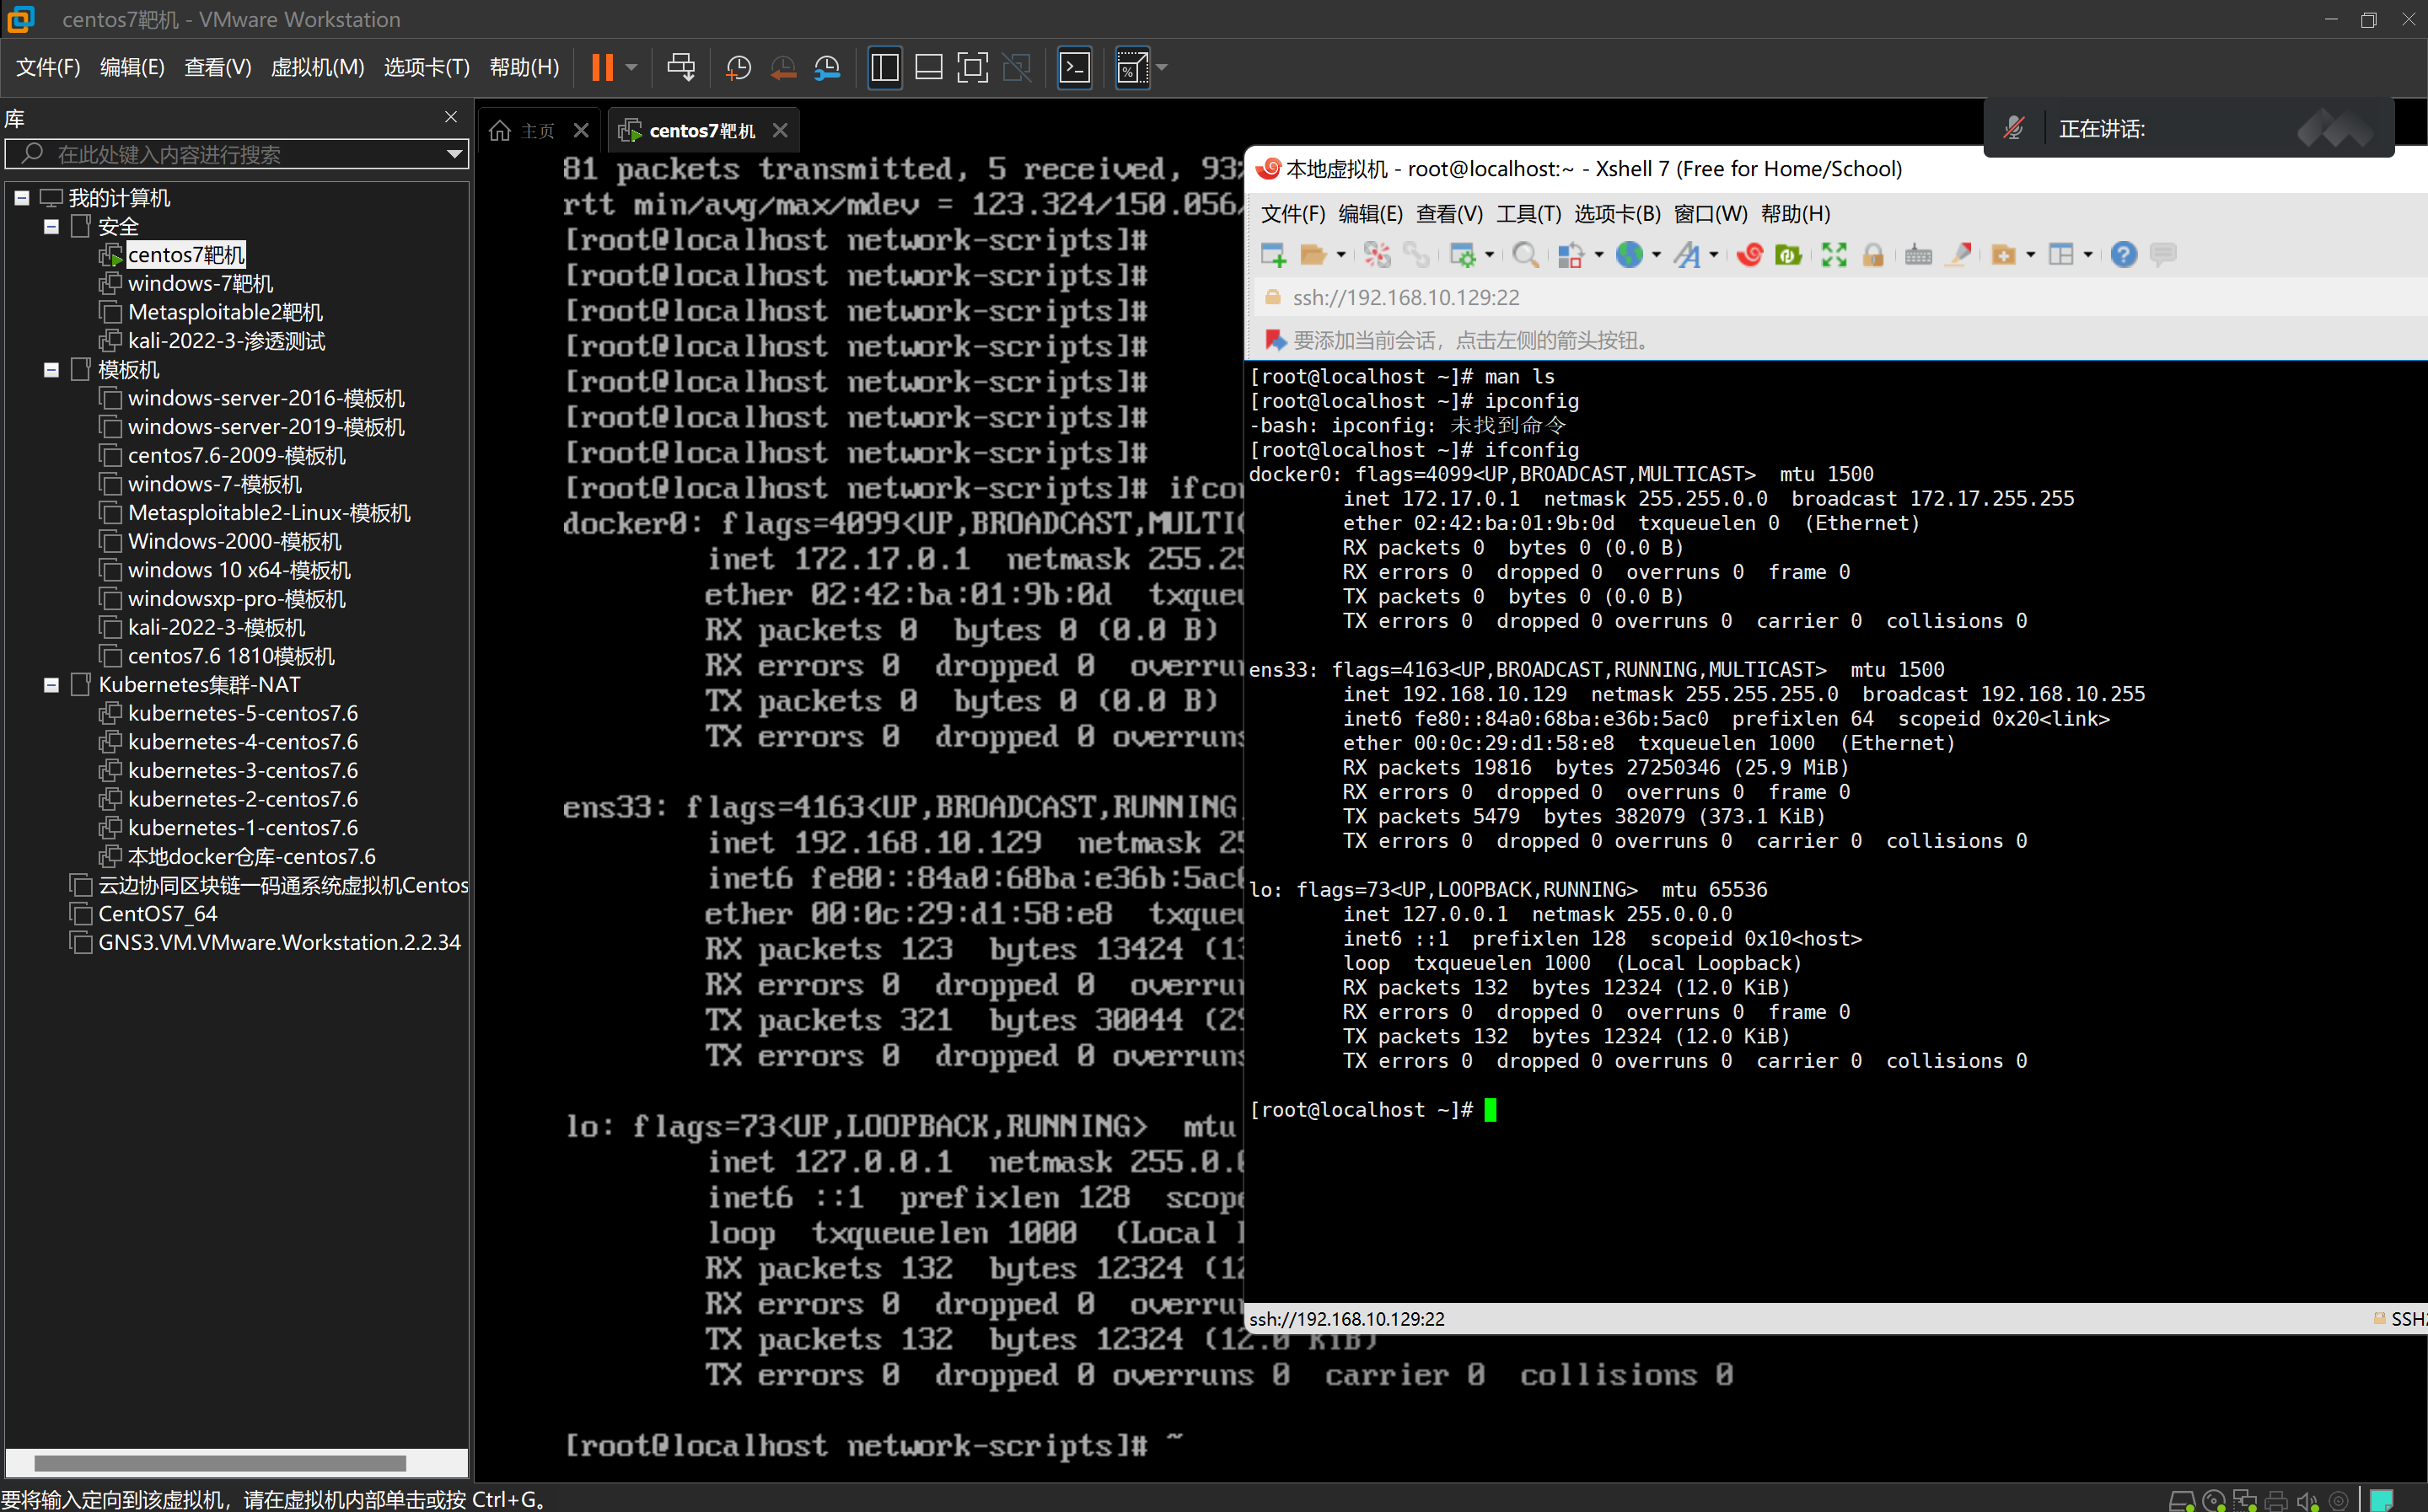 centos7靶机 - VMware Workstation
文件(F) 编辑(E) 查看(V) 虚拟机(M) 选项卡(T) 帮助(H)
库
在此处键入内容进行搜索
我的计算机
安全
centos7靶机
windows-7靶机
Metasploitable2靶机
kali-2022-3-渗透测试
模板机
windows-server-2016-模板机
windows-server-2019-模板机
centos7.6-2009-模板机
windows-7-模板机
Metasploitable2-Linux-模板机
Windows-2000-模板机
windows 10 x64-模板机
windowsxp-pro-模板机
kali-2022-3-模板机
centos7.6 1810模板机
Kubernetes集群-NAT
kubernetes-5-centos7.6
kubernetes-4-centos7.6
kubernetes-3-centos7.6
kubernetes-2-centos7.6
kubernetes-1-centos7.6
本地docker仓库-centos7.6
云边协同区块链一码通系统虚拟机Centos
CentOS7_64
GNS3.VM.VMware.Workstation.2.2.34
主页
centos7靶机
81 packets transmitted, 5 received, 93%
rtt min/avg/max/mdev = 123.324/150.056/
[root@localhost network-scripts]#
[root@localhost network-scripts]#
[root@localhost network-scripts]#
[root@localhost network-scripts]#
[root@localhost network-scripts]#
[root@localhost network-scripts]#
[root@localhost network-scripts]#
[root@localhost network-scripts]# ifcon
docker0: flags=4099<UP,BROADCAST,MULTIC
inet 172.17.0.1 netmask 255.25
ether 02:42:ba:01:9b:0d txqueu
RX packets 0 bytes 0 (0.0 B)
RX errors 0 dropped 0 overrun
TX packets 0 bytes 0 (0.0 B)
TX errors 0 dropped 0 overruns
ens33: flags=4163<UP,BROADCAST,RUNNING,
inet 192.168.10.129 netmask 25
inet6 fe80::84a0:68ba:e36b:5ac0
ether 00:0c:29:d1:58:e8 txqueu
RX packets 123 bytes 13424 (13
RX errors 0 dropped 0 overrun
TX packets 321 bytes 30044 (29
TX errors 0 dropped 0 overruns
lo: flags=73<UP,LOOPBACK,RUNNING> mtu
inet 127.0.0.1 netmask 255.0.0
inet6 ::1 prefixlen 128 scope
loop txqueuelen 1000 (Local l
RX packets 132 bytes 12324 (12
RX errors 0 dropped 0 overrun
TX packets 132 bytes 12324 (12.0 KiB)
TX errors 0 dropped 0 overruns 0 carrier 0 collisions 0
[root@localhost network-scripts]# ~
正在讲话:
本地虚拟机 - root@localhost:~ - Xshell 7 (Free for Home/School)
文件(F) 编辑(E) 查看(V) 工具(T) 选项卡(B) 窗口(W) 帮助(H)
ssh://192.168.10.129:22
要添加当前会话，点击左侧的箭头按钮。
[root@localhost ~]# man ls
[root@localhost ~]# ipconfig
-bash: ipconfig: 未找到命令
[root@localhost ~]# ifconfig
docker0: flags=4099<UP,BROADCAST,MULTICAST> mtu 1500
inet 172.17.0.1 netmask 255.255.0.0 broadcast 172.17.255.255
ether 02:42:ba:01:9b:0d txqueuelen 0 (Ethernet)
RX packets 0 bytes 0 (0.0 B)
RX errors 0 dropped 0 overruns 0 frame 0
TX packets 0 bytes 0 (0.0 B)
TX errors 0 dropped 0 overruns 0 carrier 0 collisions 0
ens33: flags=4163<UP,BROADCAST,RUNNING,MULTICAST> mtu 1500
inet 192.168.10.129 netmask 255.255.255.0 broadcast 192.168.10.255
inet6 fe80::84a0:68ba:e36b:5ac0 prefixlen 64 scopeid 0x20<link>
ether 00:0c:29:d1:58:e8 txqueuelen 1000 (Ethernet)
RX packets 19816 bytes 27250346 (25.9 MiB)
RX errors 0 dropped 0 overruns 0 frame 0
TX packets 5479 bytes 382079 (373.1 KiB)
TX errors 0 dropped 0 overruns 0 carrier 0 collisions 0
lo: flags=73<UP,LOOPBACK,RUNNING> mtu 65536
inet 127.0.0.1 netmask 255.0.0.0
inet6 ::1 prefixlen 128 scopeid 0x10<host>
loop txqueuelen 1000 (Local Loopback)
RX packets 132 bytes 12324 (12.0 KiB)
RX errors 0 dropped 0 overruns 0 frame 0
TX packets 132 bytes 12324 (12.0 KiB)
TX errors 0 dropped 0 overruns 0 carrier 0 collisions 0
[root@localhost ~]#
ssh://192.168.10.129:22
SSH2
要将输入定向到该虚拟机，请在虚拟机内部单击或按 Ctrl+G。